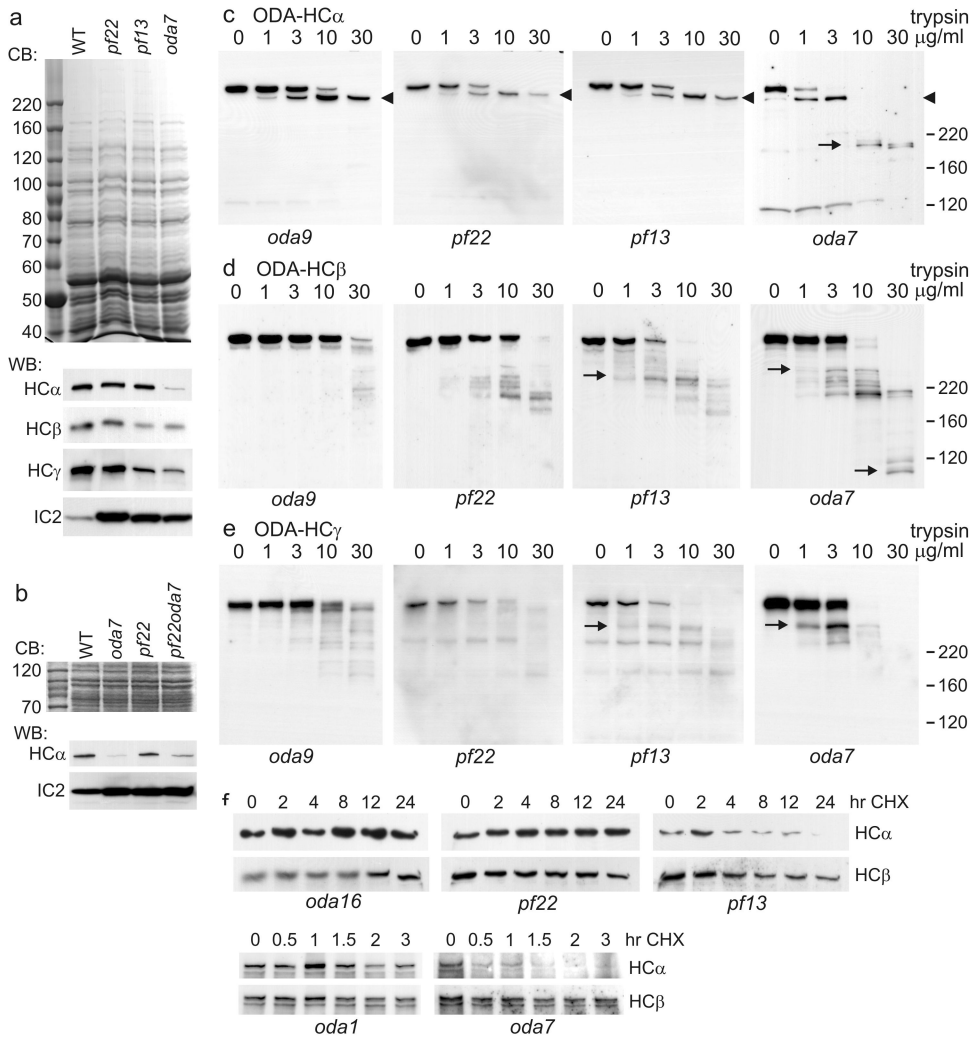 a
CB:
WT pf22 pf13 oda7
220
160
120
100
80
70
60
50
40
WB:
HCα
HCβ
HCγ
IC2
b
CB:
WT oda7 pf22 pf22oda7
120
70
WB:
HCα
IC2
c ODA-HCα trypsin
0 1 3 10 30 0 1 3 10 30 0 1 3 10 30 0 1 3 10 30 μg/ml
- 220
- 160
- 120
oda9 pf22 pf13 oda7
d ODA-HCβ trypsin
0 1 3 10 30 0 1 3 10 30 0 1 3 10 30 0 1 3 10 30 μg/ml
- 220
- 160
- 120
oda9 pf22 pf13 oda7
e ODA-HCγ trypsin
0 1 3 10 30 0 1 3 10 30 0 1 3 10 30 0 1 3 10 30 μg/ml
- 220
- 160
- 120
oda9 pf22 pf13 oda7
f 0 2 4 8 12 24 0 2 4 8 12 24 0 2 4 8 12 24 hr CHX
HCα
HCβ
oda16 pf22 pf13
0 0.5 1 1.5 2 3 hr CHX 0 0.5 1 1.5 2 3 hr CHX
HCα
HCβ
oda1 oda7